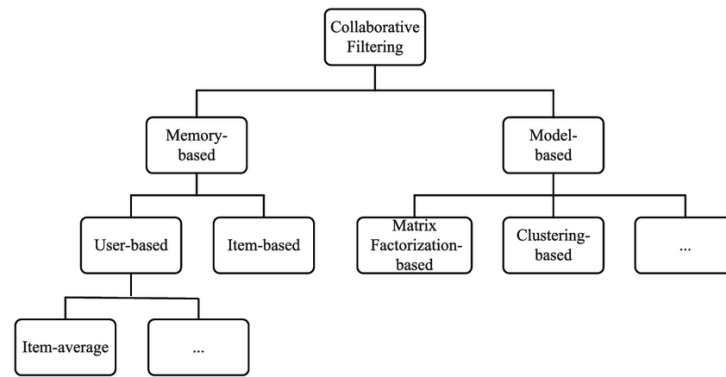 Collaborative
Filtering
Memory-
based
Model-
based
User-based
Item-based
Matrix
Factorization-
based
Clustering-
based
...
Item-average
...